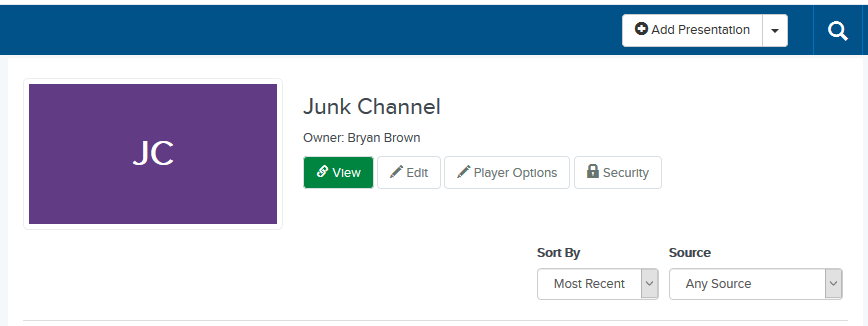 Add Presentation
JC
Junk Channel
Owner: Bryan Brown
View Edit Player Options Security
Sort By Source
Most Recent Any Source